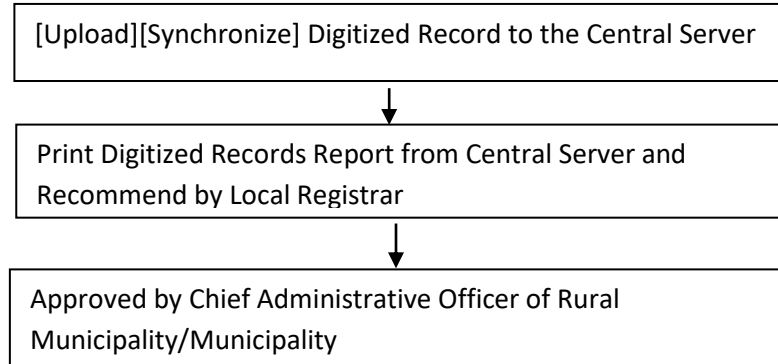 [Upload][Synchronize] Digitized Record to the Central Server
Print Digitized Records Report from Central Server and
Recommend by Local Registrar
Approved by Chief Administrative Officer of Rural
Municipality/Municipality